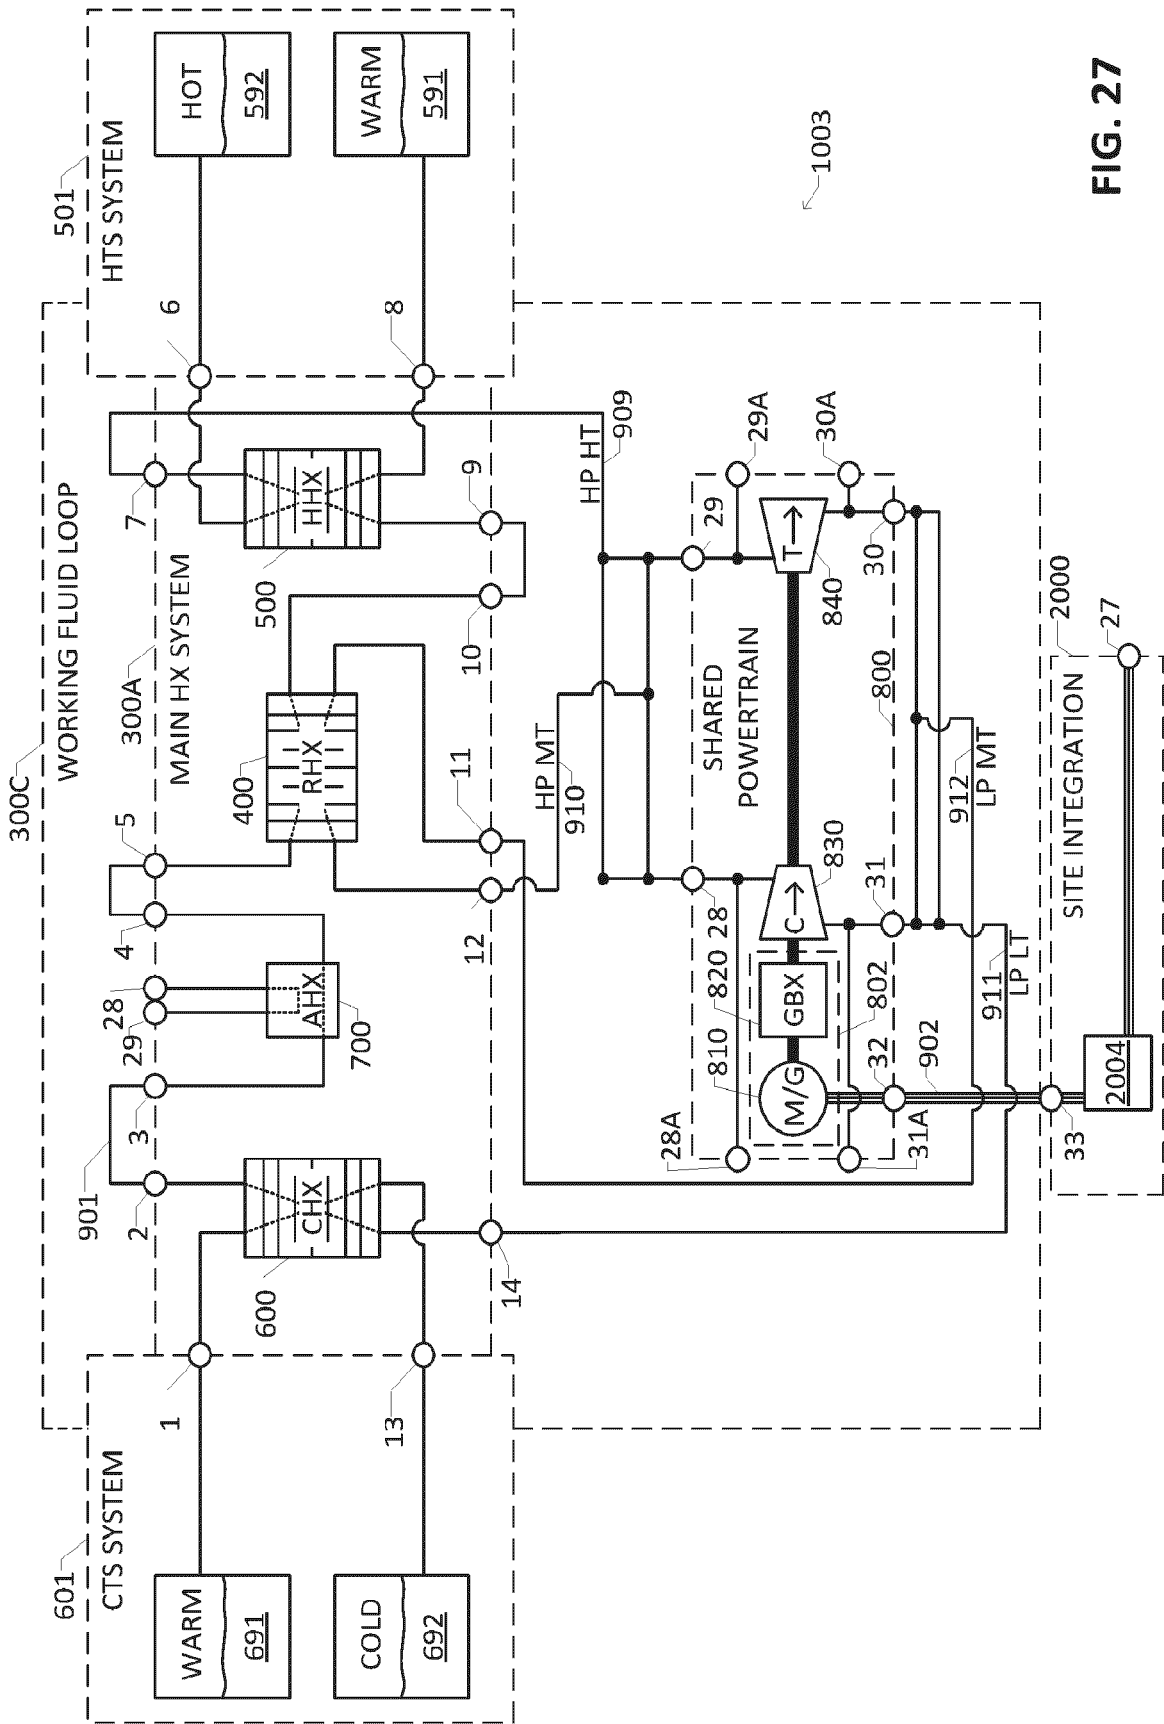 300C
WORKING FLUID LOOP
601
CTS SYSTEM
WARM
691
COLD
692
1
13
501
HTS SYSTEM
HOT
592
WARM
591
6
8
300A
MAIN HX SYSTEM
901
2
3
29
28
4
5
7
CHX
600
AHX
700
RHX
400
HHX
500
14
12
11
10
9
HP MT
910
HP HT
909
SHARED
POWERTRAIN
28A
28
29
29A
810
820
M/G
GBX
C
830
T
840
802
31A
32
31
800
30
30A
902
911
LP LT
912
LP MT
SITE INTEGRATION
2000
33
2004
27
1003
FIG. 27